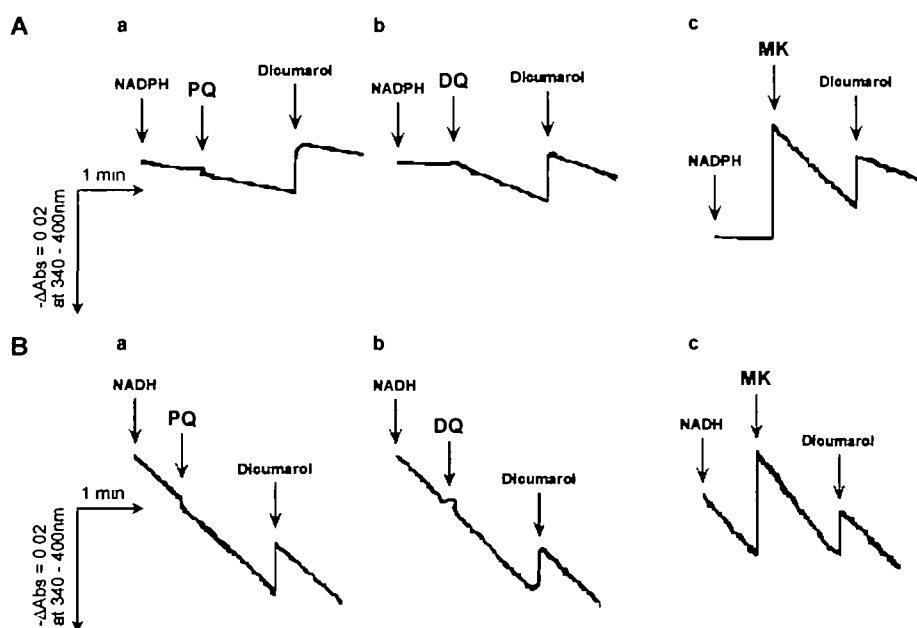 A
a
b
c
NADPH
PQ
Dicumarol
NADPH
DQ
Dicumarol
NADPH
MK
Dicumarol
1 min
-ΔAbs = 0 02
at 340 - 400nm
B
a
b
c
NADH
PQ
Dicumarol
NADH
DQ
Dicumarol
NADH
MK
Dicumarol
1 min
-ΔAbs = 0.02
at 340 - 400nm